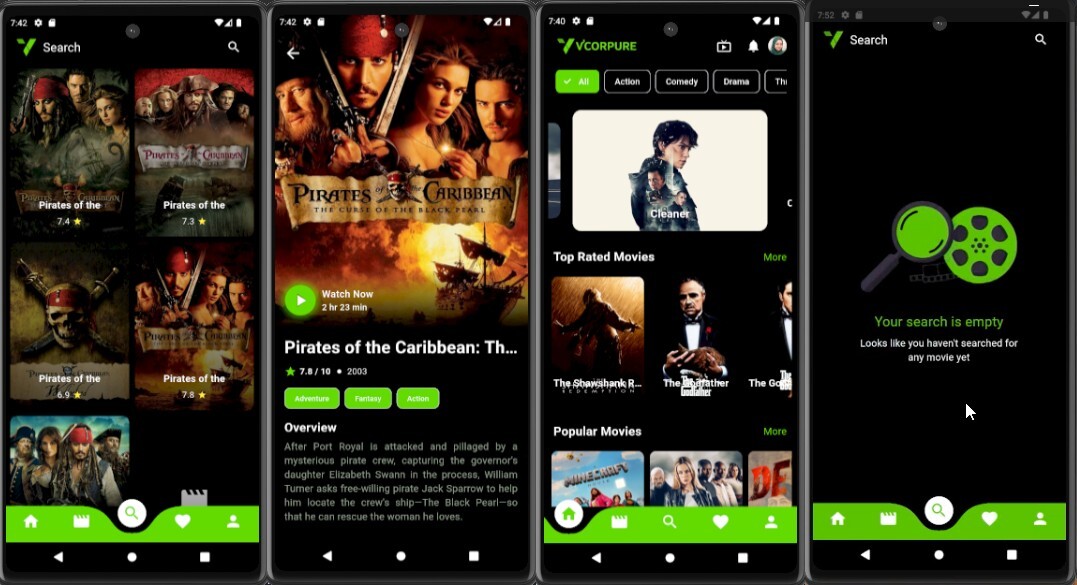 7:42
Search
PIRATES of the CARIBBEAN
Pirates of the
7.4
PIRATES of the CARIBBEAN
Pirates of the
7.3
Pirates of the
6.9
PIRATES of the CARIBBEAN
Pirates of the
7.8
7:42
PIRATES of the CARIBBEAN
THE CURSE OF THE BLACK PEARL
Watch Now
2 hr 23 min
Pirates of the Caribbean: Th...
7.8 / 10 • 2003
Adventure Fantasy Action
Overview
After Port Royal is attacked and pillaged by a
mysterious pirate crew, capturing the governor's
daughter Elizabeth Swann in the process, William
Turner asks free-willing pirate Jack Sparrow to help
him locate the crew's ship—The Black Pearl—so
that he can rescue the woman he loves.
7:40
VCORPURE
All Action Comedy Drama Thr
Cleaner
Top Rated Movies More
The Shawshank R... The Godfather The Go
REDEMPTION
Popular Movies More
MINECRAFT
DE
7:52
Search
Your search is empty
Looks like you haven't searched for
any movie yet